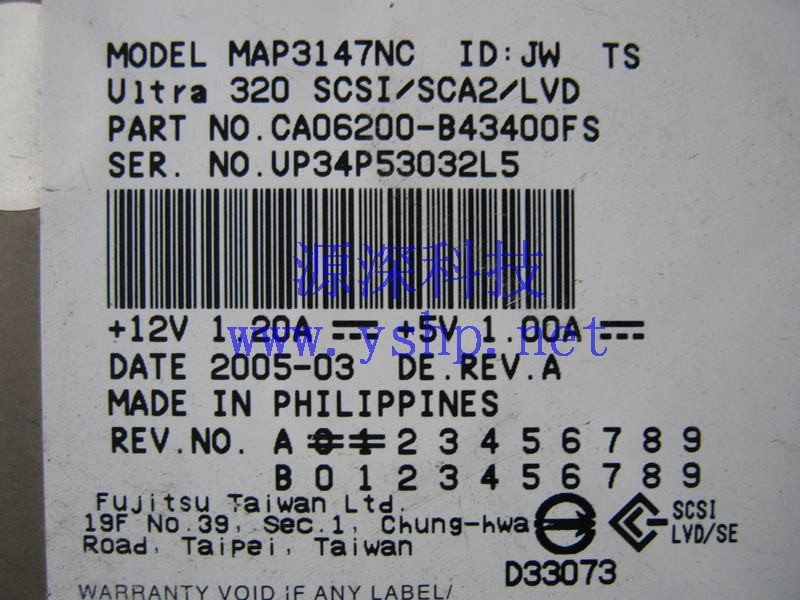 MODEL MAP3147NC ID:JW TS
Ultra 320 SCSI/SCA2/LVD
PART NO.CA06200-B43400FS
SER. NO.UP34P53032L5
源深科技
+12V 1.20A +5V 1.00A
www.yshp.net
DATE 2005-03 DE.REV.A
MADE IN PHILIPPINES
REV.NO. A 0 1 2 3 4 5 6 7 8 9
B 0 1 2 3 4 5 6 7 8 9
Fujitsu Taiwan Ltd.
19F No.39, Sec.1, Chung-hwa
Road, Taipei, Taiwan
SCSI
LVD/SE
D33073
WARRANTY VOID IF ANY LABEL/